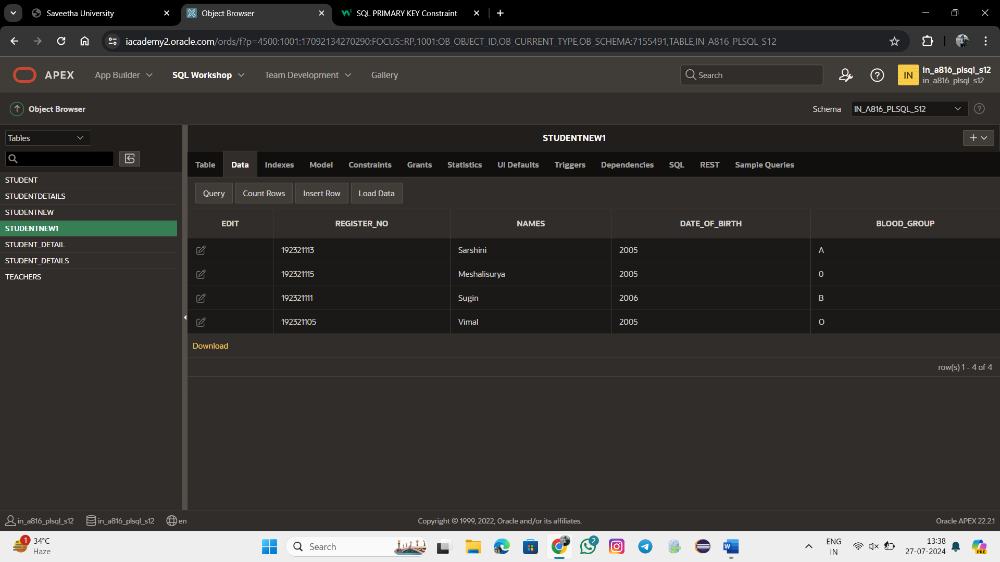 Saveetha University
Object Browser
SQL PRIMARY KEY Constraint
iacademy2.oracle.com/ords/f?p=4500:1001:17092134270290:FOCUS::RP,1001:OB_OBJECT_ID,OB_CURRENT_TYPE,OB_SCHEMA:7155491,TABLE,IN_A816_PLSQL_S12
APEX
App Builder
SQL Workshop
Team Development
Gallery
Search
IN
in_a816_plsql_s12
in_a816_plsql_s12
Object Browser
Schema
IN_A816_PLSQL_S12
Tables
STUDENT
STUDENTDETAILS
STUDENTNEW
STUDENTNEW1
STUDENT_DETAIL
STUDENT_DETAILS
TEACHERS
STUDENTNEW1
Table Data Indexes Model Constraints Grants Statistics UI Defaults Triggers Dependencies SQL REST Sample Queries
Query Count Rows Insert Row Load Data
EDIT REGISTER_NO NAMES DATE_OF_BIRTH BLOOD_GROUP
192321113 Sarshini 2005 A
192321115 Meshalisurya 2005 0
192321111 Sugin 2006 B
192321105 Vimal 2005 O
Download
row(s) 1 - 4 of 4
in_a816_plsql_s12 in_a816_plsql_s12 en
Copyright © 1999, 2022, Oracle and/or its affiliates.
Oracle APEX 22.2.1
1
34°C
Haze
Search
2
W
PRE
ENG
IN
13:38
27-07-2024